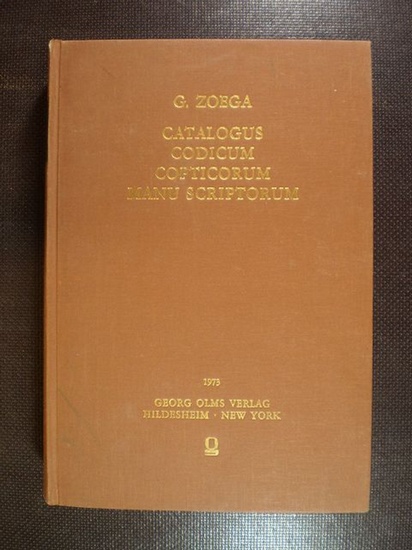 G. ZOEGA
CATALOGUS
CODICUM
COPTICORUM
MANU SCRIPTORUM
1973
GEORG OLMS VERLAG
HILDESHEIM · NEW YORK